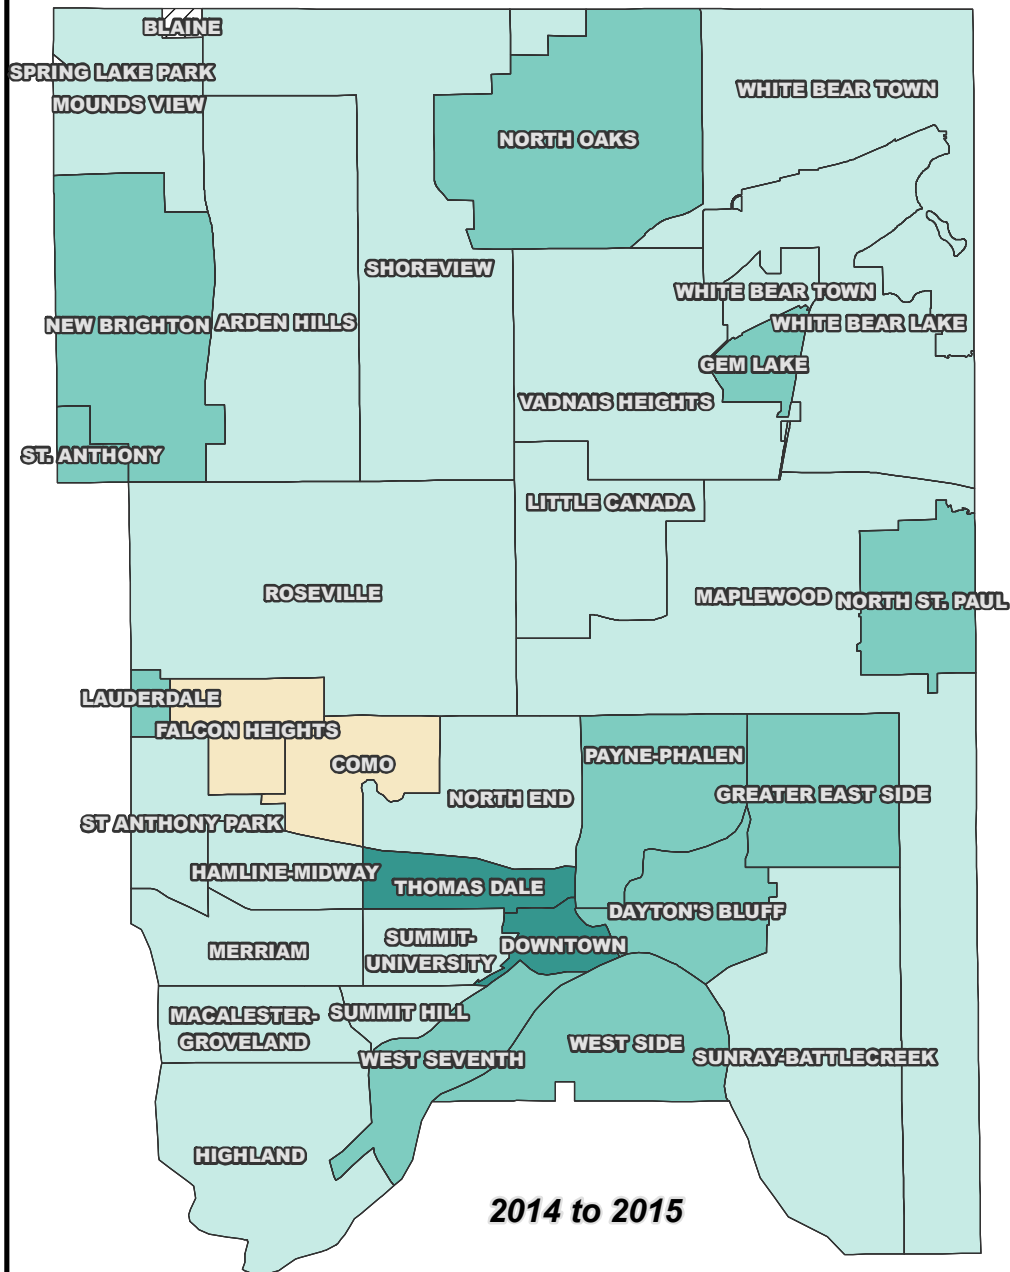 BLAINE
SPRING LAKE PARK
WHITE BEAR TOWN
MOUNDS VIEW
NORTH OAKS
SHOREVIEW
WHITE BEAR TOWN
NEW BRIGHTON
ARDEN HILLS
WHITE BEAR LAKE
GEM LAKE
VADNAIS HEIGHTS
ST. ANTHONY
LITTLE CANADA
ROSEVILLE
MAPLEWOOD
NORTH ST. PAUL
LAUDERDALE
FALCON HEIGHTS
COMO
PAYNE-PHALEN
NORTH END
GREATER EAST SIDE
ST ANTHONY PARK
HAMLINE-MIDWAY
THOMAS DALE
DAYTON'S BLUFF
MERRIAM
SUMMIT-
UNIVERSITY
DOWNTOWN
MACALESTER-
GROVELAND
SUMMIT HILL
WEST SEVENTH
WEST SIDE
SUNRAY-BATTLECREEK
HIGHLAND
2014 to 2015